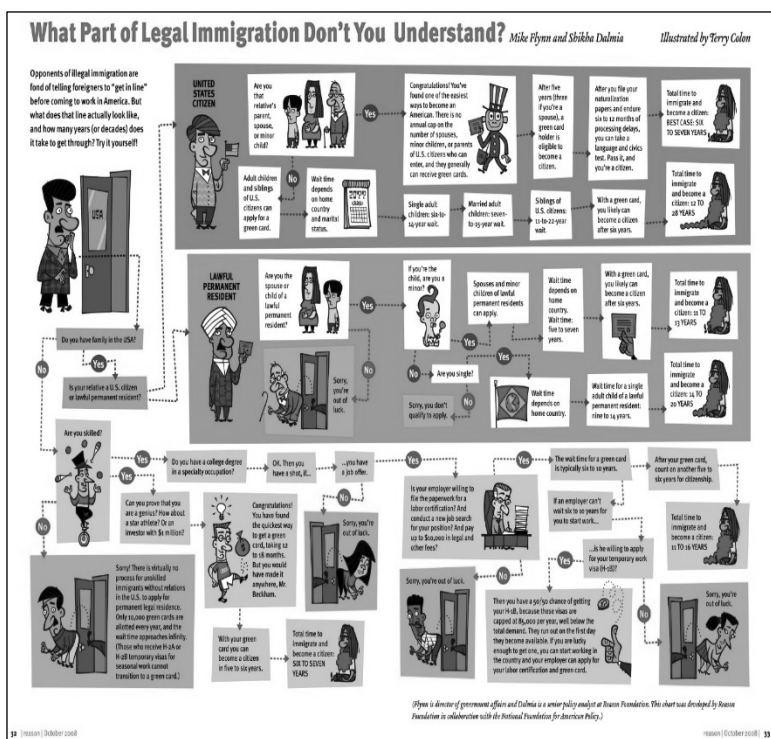 What Part of Legal Immigration Don't You Understand? Mike Flynn and Shikha Dalmia Illustrated by Terry Colon
Opponents of illegal immigration are
fond of telling foreigners to "get in line"
before coming to work in America. But
what does that line actually look like,
and how many years (or decades) does
it take to get through? Try it yourself!
USA
Do you have family in the USA?
No
Yes
Is your relative a U.S. citizen
or lawful permanent resident?
UNITED
STATES
CITIZEN
Are you
that
relative's
parent,
spouse,
or minor
child?
Yes
Congratulations! You've
found one of the easiest
ways to become an
American. There is no
annual cap on the
number of spouses,
minor children, or
parents of U.S. citizens
who can enter, and
they generally
can receive green cards.
After five
years (three
if you're a
spouse), a
green card
holder is
eligible to
become a
citizen.
After you file your
naturalization
papers and endure
six to 12 months of
processing delays,
you can take a
language and civics
test. Pass it, and
you're a citizen.
Total time to
immigrate and
become a citizen:
BEST CASE: SIX
TO SEVEN YEARS
No
Adult children
and siblings
of U.S.
citizens can
apply for a
green card.
Wait time
depends
on home
country
and marital
status.
Single adult
children: six-to-
14-year wait.
Married adult
children: seven-
to-15-year wait.
Siblings of
U.S. citizens:
11-to-22-year
wait.
With a green card,
you likely can
become a citizen
after six years.
Total time to
immigrate and
become a
citizen: 12 TO
28 YEARS
LAWFUL
PERMANENT
RESIDENT
Are you the
spouse or
child of a
lawful
permanent
resident?
Yes
No
Sorry,
you're
out of
luck.
If you're the
child, are you
a minor?
Yes
Spouses and minor
children of lawful
permanent residents
can apply.
Wait time
depends on
home
country.
Wait time:
five to seven
years.
With a green card,
you likely can
become a citizen
after six years.
Total time to
immigrate
and become
a citizen: 11 TO
13 YEARS
No
Are you single?
Yes
No
Sorry, you don't
qualify to apply.
Wait time
depends on
home country.
Wait time for a single
adult child of a lawful
permanent resident:
nine to 14 years.
Total time to
immigrate
and become
a citizen: 14 TO
20 YEARS
No
Are you skilled?
Yes
Do you have a college degree
in a specialty occupation?
OK. Then you
have a shot, if...
...you have
a job offer.
Yes
No
Sorry, you're
out of luck.
Yes
Can you prove that
you are a genius? How
about a star athlete? Or an
investor with $1 million?
Congratulations!
You have found
the quickest way
to get a green
card, taking 12
to 18 months.
But you would
have made it
anywhere, Mr.
Beckham.
With your green
card you can
become a citizen
in five to six years.
Total time to
immigrate and
become a citizen:
SIX TO SEVEN
YEARS
No
Sorry! There is virtually no
process for unskilled
immigrants without relations
in the U.S. to apply for
permanent legal residence.
Only 10,000 green cards are
allotted every year, and the
wait time approaches infinity.
(Those who receive H-2A or
H-2B temporary visas for
seasonal work cannot
transition to a green card.)
Is your employer willing to
file the paperwork for a
labor certification? And
conduct a new job search
for your position? And pay
up to $10,000 in legal and
other fees?
Yes
The wait time for a green card
is typically six to 10 years.
After your green card,
count on another five to
six years for citizenship.
Total time to
immigrate and
become a citizen:
11 TO 16 YEARS
If an employer can't
wait six to 10 years for
you to start work...
...is he willing to
apply for your
temporary work
visa (H-1B)?
No
Sorry, you're out of luck.
Yes
Then you have a 50/50 chance of getting
your H-1B, because these visas are
capped at 85,000 per year, well below the
total demand. They run out on the first day
they become available. If you are lucky
enough to get one, you can start working in
the country and your employer can apply for
your labor certification and green card.
No
Sorry, you're
out of luck.
(Flynn is director of government affairs and Dalmia is a senior policy analyst at Reason Foundation. This chart was developed by Reason
Foundation in collaboration with the National Foundation for American Policy.)
32 | reason | October 2008
reason | October 2008 | 33